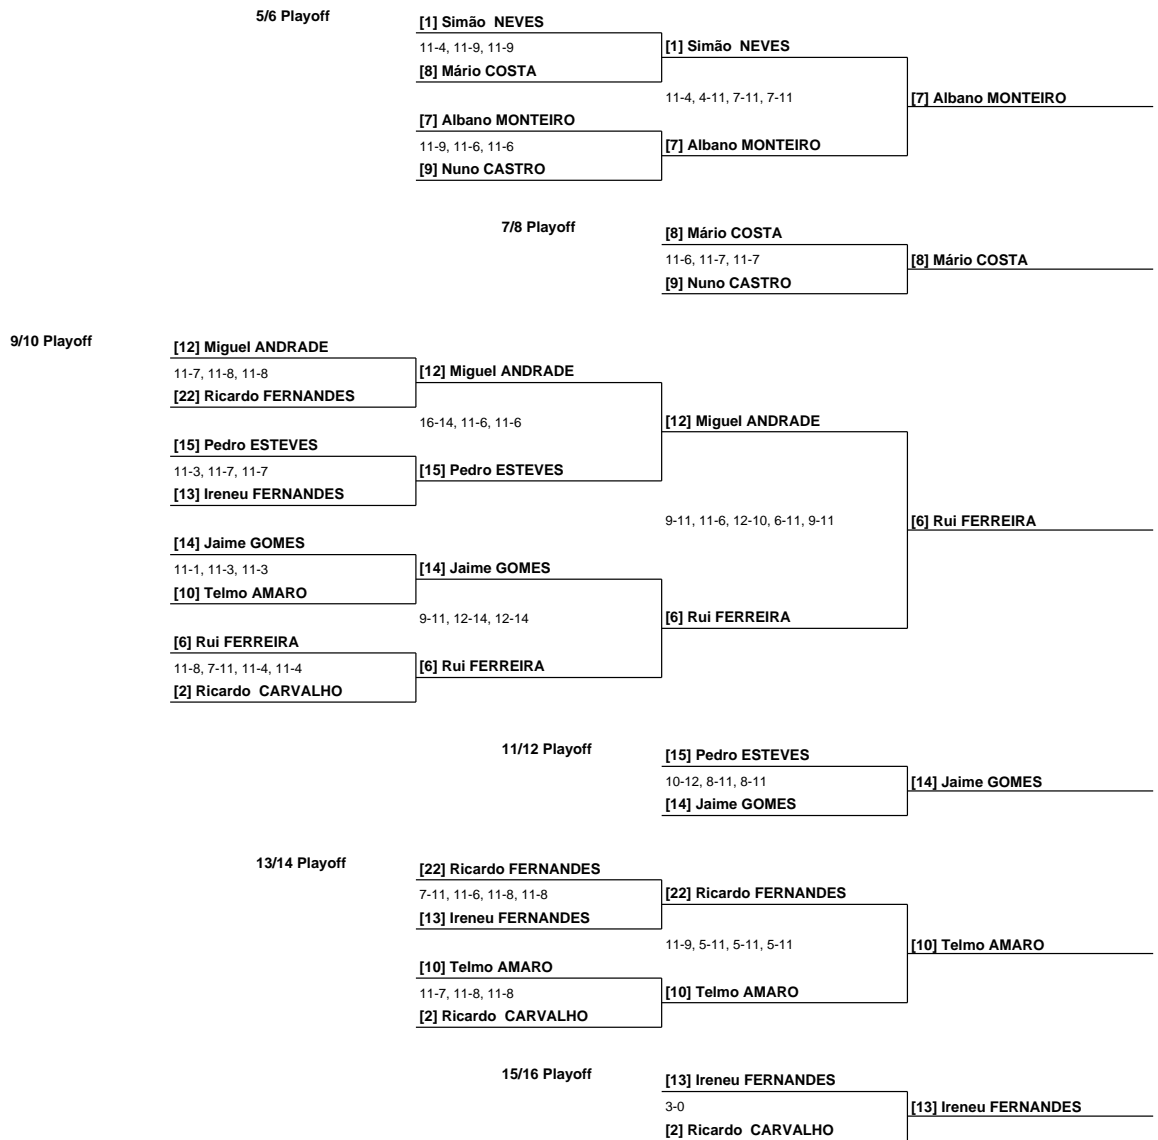 5/6 Playoff
[1] Simão  NEVES
11-4, 11-9, 11-9
[1] Simão  NEVES
[8] Mário COSTA
11-4, 4-11, 7-11, 7-11
[7] Albano MONTEIRO
[7] Albano MONTEIRO
11-9, 11-6, 11-6
[7] Albano MONTEIRO
[9] Nuno CASTRO
7/8 Playoff
[8] Mário COSTA
11-6, 11-7, 11-7
[8] Mário COSTA
[9] Nuno CASTRO
9/10 Playoff
[12] Miguel ANDRADE
11-7, 11-8, 11-8
[12] Miguel ANDRADE
[22] Ricardo FERNANDES
16-14, 11-6, 11-6
[12] Miguel ANDRADE
[15] Pedro ESTEVES
11-3, 11-7, 11-7
[15] Pedro ESTEVES
[13] Ireneu FERNANDES
9-11, 11-6, 12-10, 6-11, 9-11
[6] Rui FERREIRA
[14] Jaime GOMES
11-1, 11-3, 11-3
[14] Jaime GOMES
[10] Telmo AMARO
9-11, 12-14, 12-14
[6] Rui FERREIRA
[6] Rui FERREIRA
11-8, 7-11, 11-4, 11-4
[6] Rui FERREIRA
[2] Ricardo  CARVALHO
11/12 Playoff
[15] Pedro ESTEVES
10-12, 8-11, 8-11
[14] Jaime GOMES
[14] Jaime GOMES
13/14 Playoff
[22] Ricardo FERNANDES
7-11, 11-6, 11-8, 11-8
[22] Ricardo FERNANDES
[13] Ireneu FERNANDES
11-9, 5-11, 5-11, 5-11
[10] Telmo AMARO
[10] Telmo AMARO
11-7, 11-8, 11-8
[10] Telmo AMARO
[2] Ricardo  CARVALHO
15/16 Playoff
[13] Ireneu FERNANDES
3-0
[13] Ireneu FERNANDES
[2] Ricardo  CARVALHO